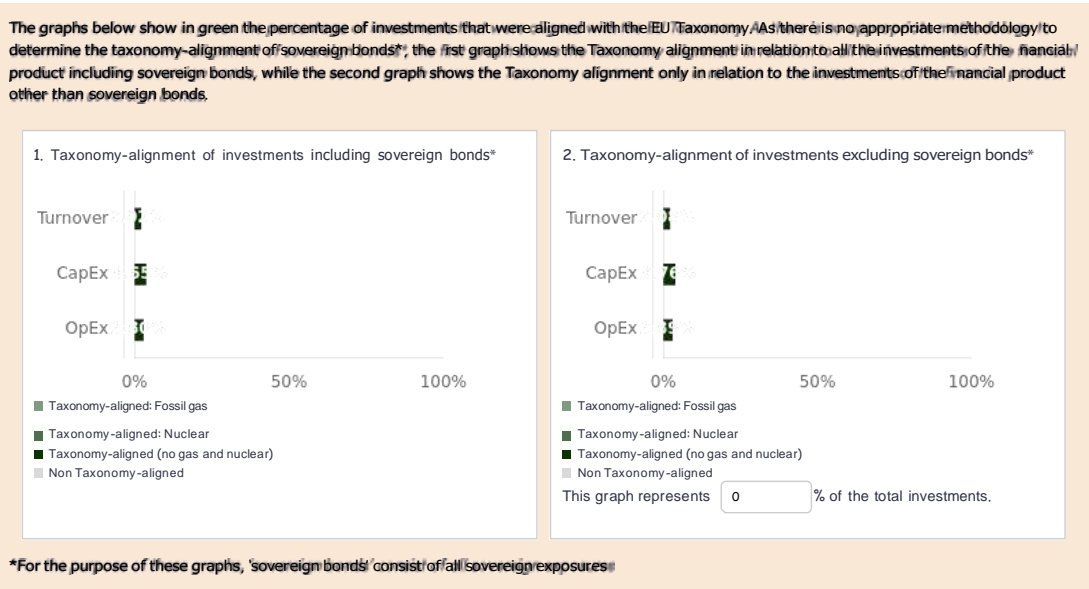 The graphs below show in green the percentage of investments that were aligned with the EU Taxonomy. As there is no appropriate methodology to
determine the taxonomy-alignment of sovereign bonds*, the first graph shows the Taxonomy alignment in relation to all the investments of the financial
product including sovereign bonds, while the second graph shows the Taxonomy alignment only in relation to the investments of the financial product
other than sovereign bonds.
1. Taxonomy-alignment of investments including sovereign bonds*
Turnover
CapEx
OpEx
0% 50% 100%
Taxonomy-aligned: Fossil gas
Taxonomy-aligned: Nuclear
Taxonomy-aligned (no gas and nuclear)
Non Taxonomy-aligned
2. Taxonomy-alignment of investments excluding sovereign bonds*
Turnover
CapEx
OpEx
0% 50% 100%
Taxonomy-aligned: Fossil gas
Taxonomy-aligned: Nuclear
Taxonomy-aligned (no gas and nuclear)
Non Taxonomy-aligned
This graph represents 0 % of the total investments.
*For the purpose of these graphs, 'sovereign bonds' consist of all sovereign exposures